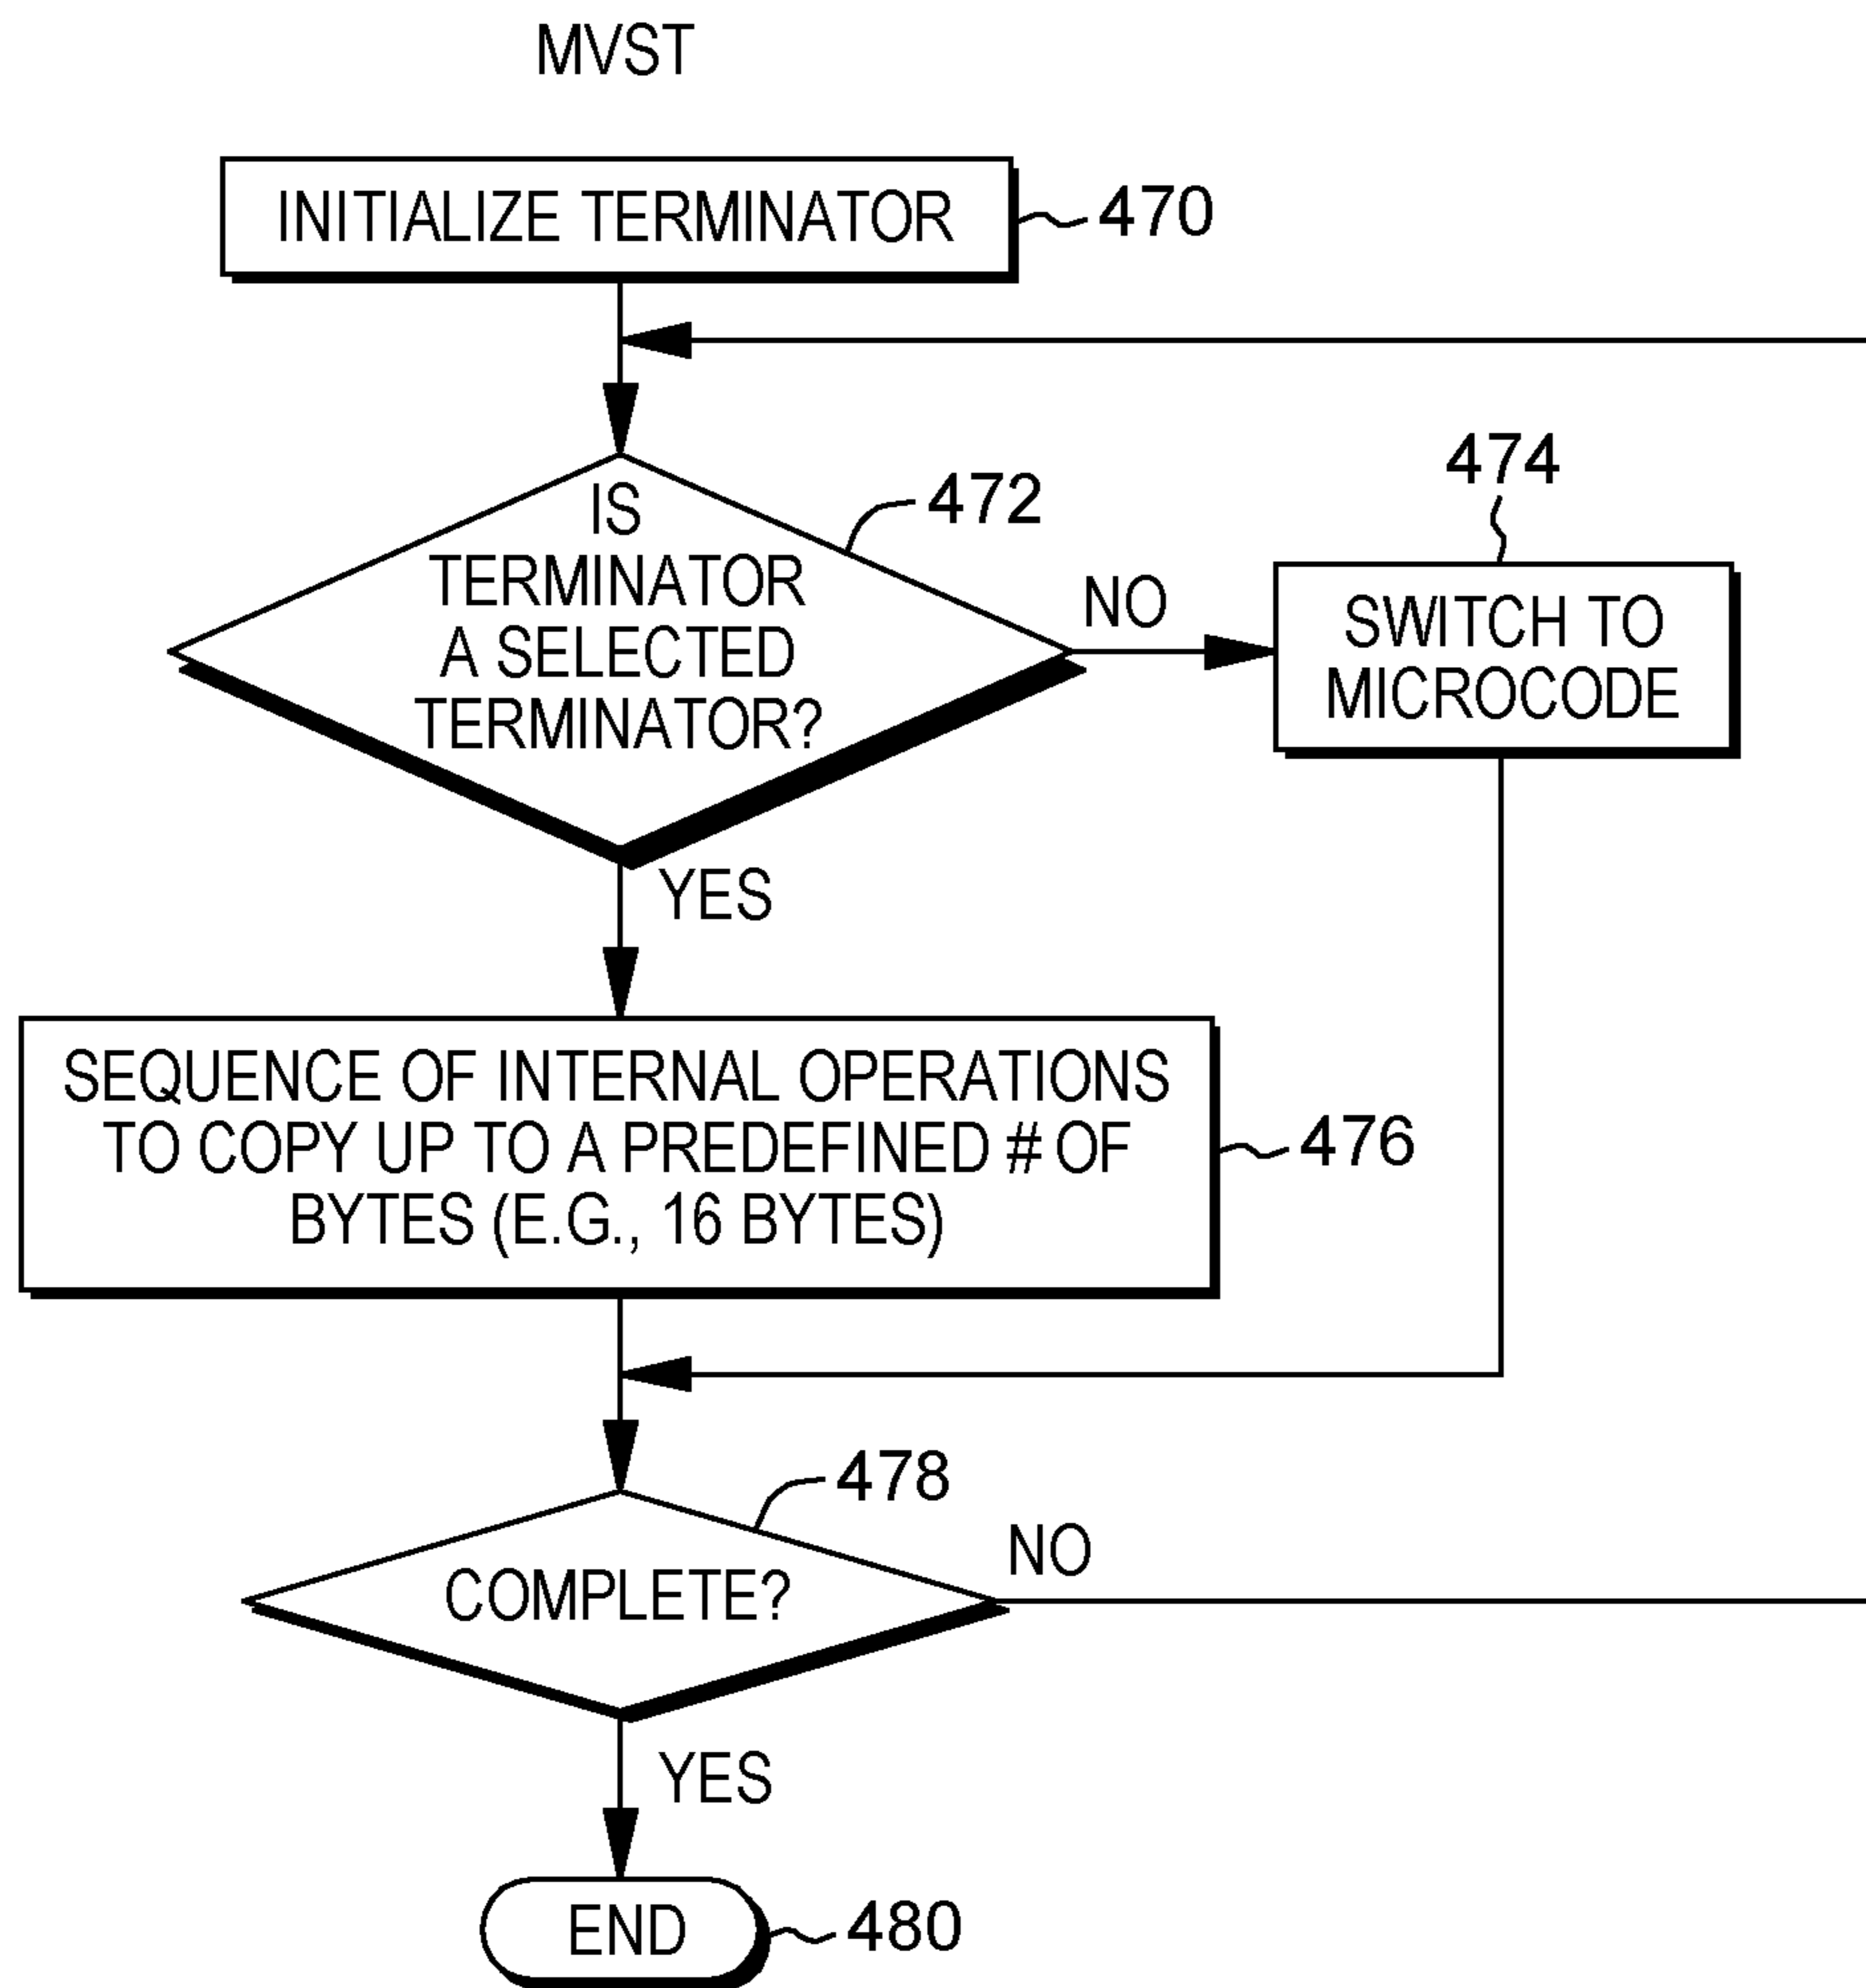 MVST
INITIALIZE TERMINATOR
470
IS
TERMINATOR
A SELECTED
TERMINATOR?
472
NO
474
SWITCH TO
MICROCODE
YES
SEQUENCE OF INTERNAL OPERATIONS
TO COPY UP TO A PREDEFINED # OF
BYTES (E.G., 16 BYTES)
476
478
COMPLETE?
NO
YES
END
480